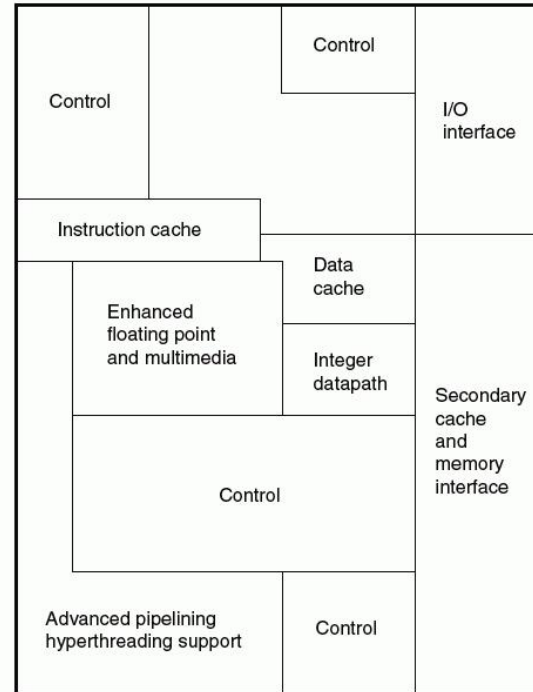 Control
Control
I/O
interface
Instruction cache
Data
cache
Enhanced
floating point
and multimedia
Integer
datapath
Secondary
cache
and
memory
interface
Control
Advanced pipelining
hyperthreading support
Control